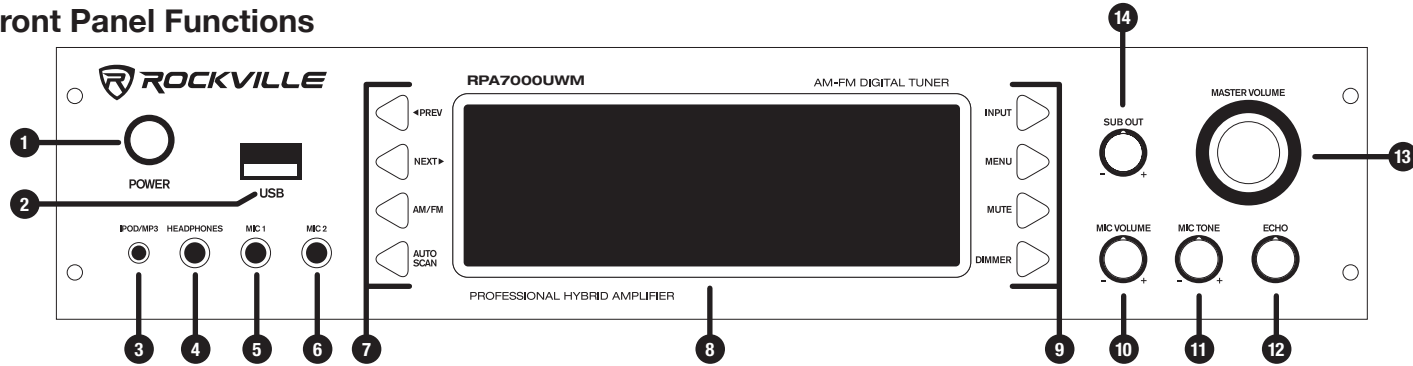 ront Panel Functions
14
ROCKVILLE
RPA7000UWM
AM-FM DIGITAL TUNER
MASTER VOLUME
◄PREV
INPUT
SUB OUT
- +
1
POWER
USB
2
NEXT►
MENU
13
AM/FM
MUTE
IPOD/MP3
HEADPHONES
MIC 1
MIC 2
MIC VOLUME
MIC TONE
ECHO
AUTO
SCAN
DIMMER
- +
- +
PROFESSIONAL HYBRID AMPLIFIER
3
4
5
6
7
8
9
10
11
12